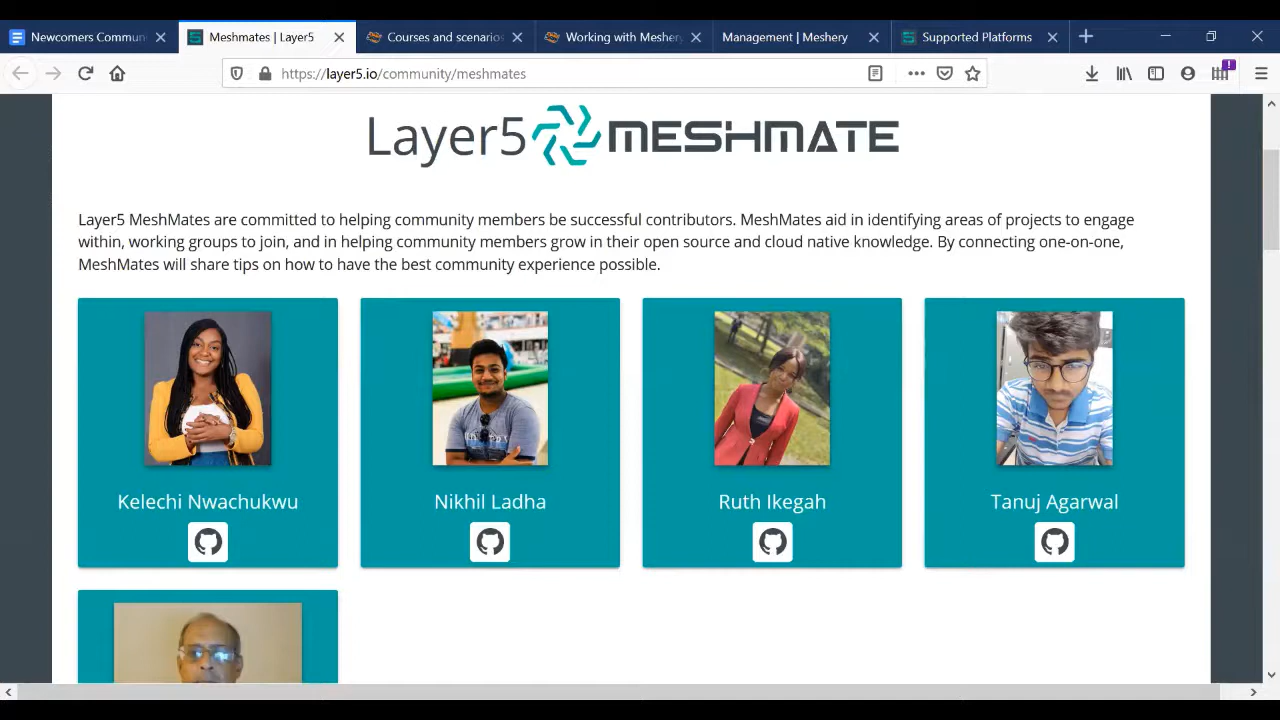 Newcomers Commun
Meshmates | Layer5
Courses and scenarios
Working with Meshery
Management | Meshery
Supported Platforms
https://layer5.io/community/meshmates
Layer5 MESHMATE
Layer5 MeshMates are committed to helping community members be successful contributors. MeshMates aid in identifying areas of projects to engage
within, working groups to join, and in helping community members grow in their open source and cloud native knowledge. By connecting one-on-one,
MeshMates will share tips on how to have the best community experience possible.
Kelechi Nwachukwu
Nikhil Ladha
Ruth Ikegah
Tanuj Agarwal